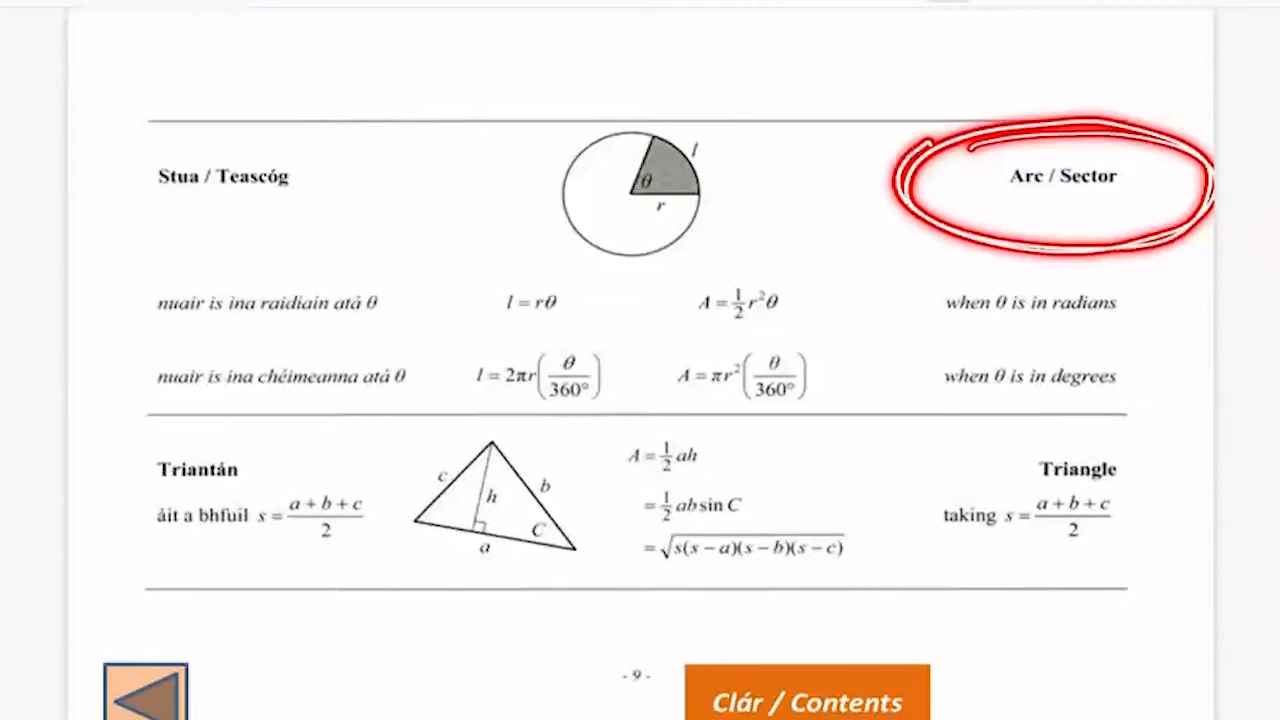 Stua / Teascóg
l
θ
r
Arc / Sector
nuair is ina raidiain atá θ l = rθ A = 1/2 r²θ when θ is in radians
nuair is ina chéimeanna atá θ l = 2πr(θ/360°) A = πr²(θ/360°) when θ is in degrees
Triantán
áit a bhfuil s = (a + b + c)/2
c
b
h
C
a
A = 1/2 ah
= 1/2 ab sin C
= √s(s − a)(s − b)(s − c)
Triangle
taking s = (a + b + c)/2
- 9 -
Clár / Contents